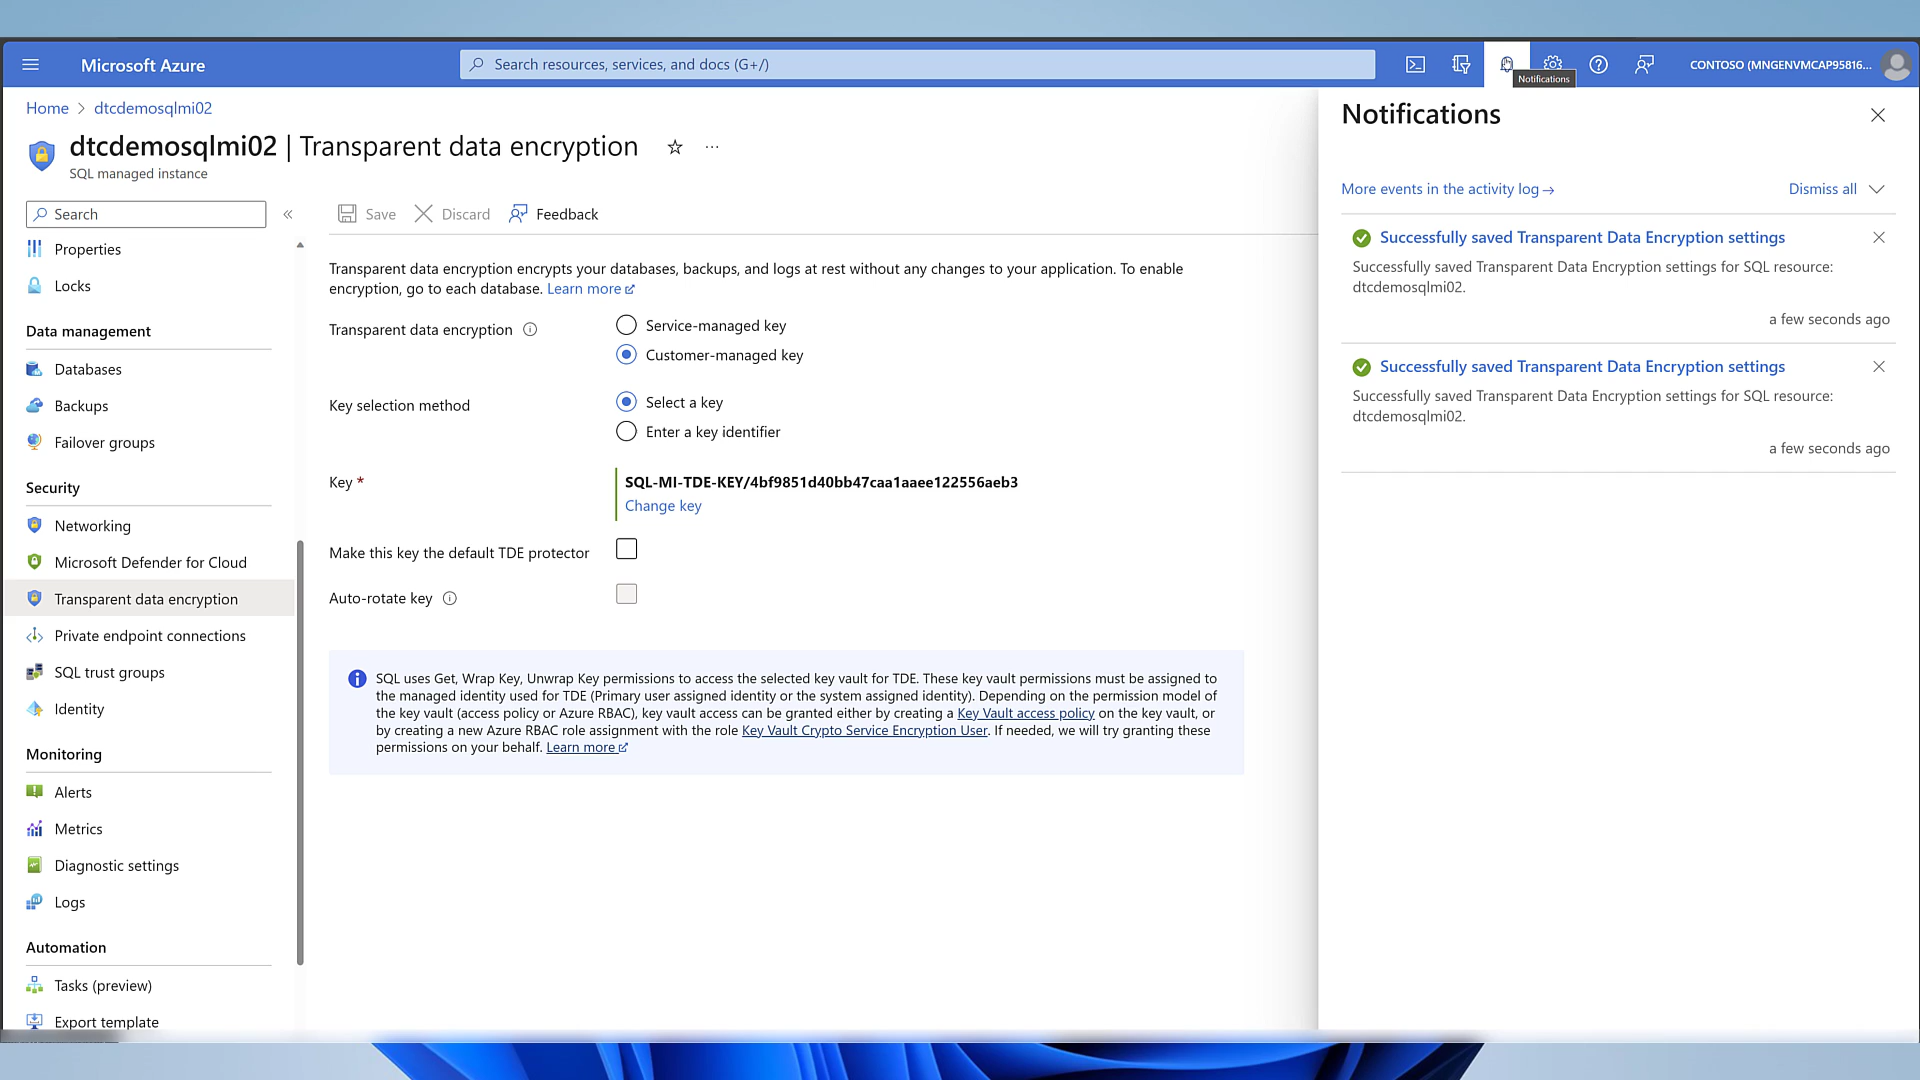 Microsoft Azure
Search resources, services, and docs (G+/)
Notifications
CONTOSO (MNGENVMCAP95816...
Home > dtcdemosqlmi02
dtcdemosqlmi02 | Transparent data encryption
SQL managed instance
Search
Properties
Locks
Data management
Databases
Backups
Failover groups
Security
Networking
Microsoft Defender for Cloud
Transparent data encryption
Private endpoint connections
SQL trust groups
Identity
Monitoring
Alerts
Metrics
Diagnostic settings
Logs
Automation
Tasks (preview)
Export template
Save
Discard
Feedback
Transparent data encryption encrypts your databases, backups, and logs at rest without any changes to your application. To enable
encryption, go to each database. Learn more
Transparent data encryption
Service-managed key
Customer-managed key
Key selection method
Select a key
Enter a key identifier
Key *
SQL-MI-TDE-KEY/4bf9851d40bb47caa1aaee122556aeb3
Change key
Make this key the default TDE protector
Auto-rotate key
SQL uses Get, Wrap Key, Unwrap Key permissions to access the selected key vault for TDE. These key vault permissions must be assigned to
the managed identity used for TDE (Primary user assigned identity or the system assigned identity). Depending on the permission model of
the key vault (access policy or Azure RBAC), key vault access can be granted either by creating a Key Vault access policy on the key vault, or
by creating a new Azure RBAC role assignment with the role Key Vault Crypto Service Encryption User. If needed, we will try granting these
permissions on your behalf. Learn more
Notifications
More events in the activity log →
Dismiss all
Successfully saved Transparent Data Encryption settings
Successfully saved Transparent Data Encryption settings for SQL resource:
dtcdemosqlmi02.
a few seconds ago
Successfully saved Transparent Data Encryption settings
Successfully saved Transparent Data Encryption settings for SQL resource:
dtcdemosqlmi02.
a few seconds ago